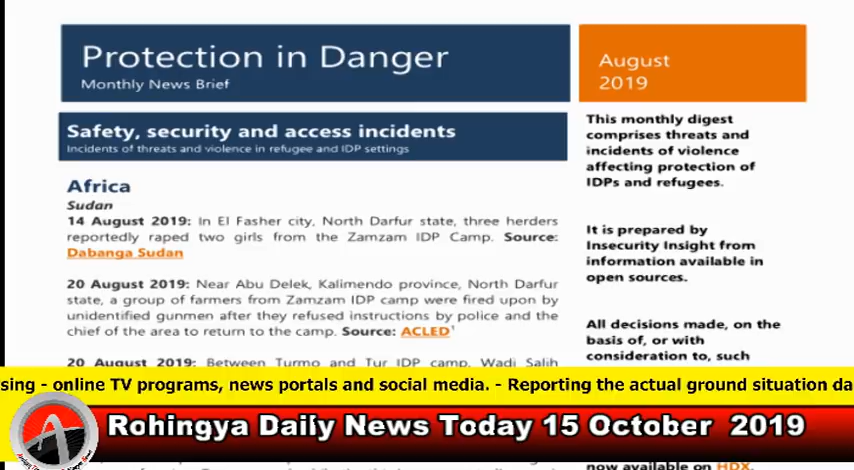 Protection in Danger
Monthly News Brief
August
2019
Safety, security and access incidents
Incidents of threats and violence in refugee and IDP settings
Africa
Sudan
14 August 2019: In El Fasher city, North Darfur state, three herders
reportedly raped two girls from the Zamzam IDP Camp. Source:
Dabanga Sudan
20 August 2019: Near Abu Delek, Kalimendo province, North Darfur
state, a group of farmers from Zamzam IDP camp were fired upon by
unidentified gunmen after they refused instructions by police and the
chief of the area to return to the camp. Source: ACLED¹
20 August 2019: Between Turmo and Tur IDP camp, Wadi Salih
This monthly digest
comprises threats and
incidents of violence
affecting protection of
IDPs and refugees.
It is prepared by
Insecurity Insight from
information available in
open sources.
All decisions made, on the
basis of, or with
consideration to, such
sing - online TV programs, news portals and social media. - Reporting the actual ground situation da
Rohingya Daily News Today 15 October 2019
now available on HDX.